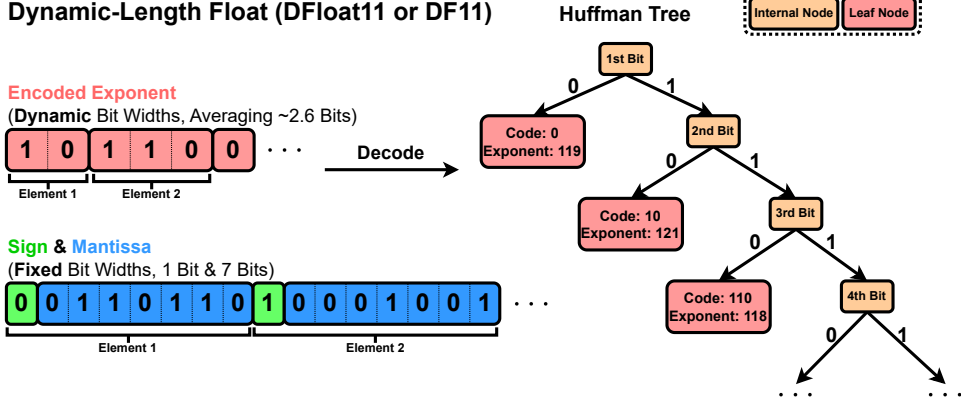 Dynamic-Length Float (DFloat11 or DF11)
Huffman Tree
Internal Node
Leaf Node
Encoded Exponent
(Dynamic Bit Widths, Averaging ~2.6 Bits)
1 0 1 1 0 0 · · ·
Element 1
Element 2
Decode
Sign & Mantissa
(Fixed Bit Widths, 1 Bit & 7 Bits)
0 0 1 1 0 1 1 0 1 0 0 0 1 0 0 1 · · ·
Element 1
Element 2
1st Bit
0 1
Code: 0
Exponent: 119
2nd Bit
0 1
Code: 10
Exponent: 121
3rd Bit
0 1
Code: 110
Exponent: 118
4th Bit
0 1
· · · · · ·